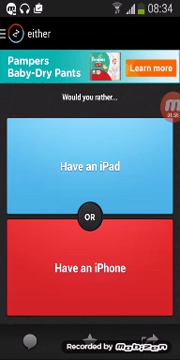 08:34
either
Pampers
Baby-Dry Pants
Learn more
Would you rather...
Have an iPad
OR
Have an iPhone
Recorded by Mobizen